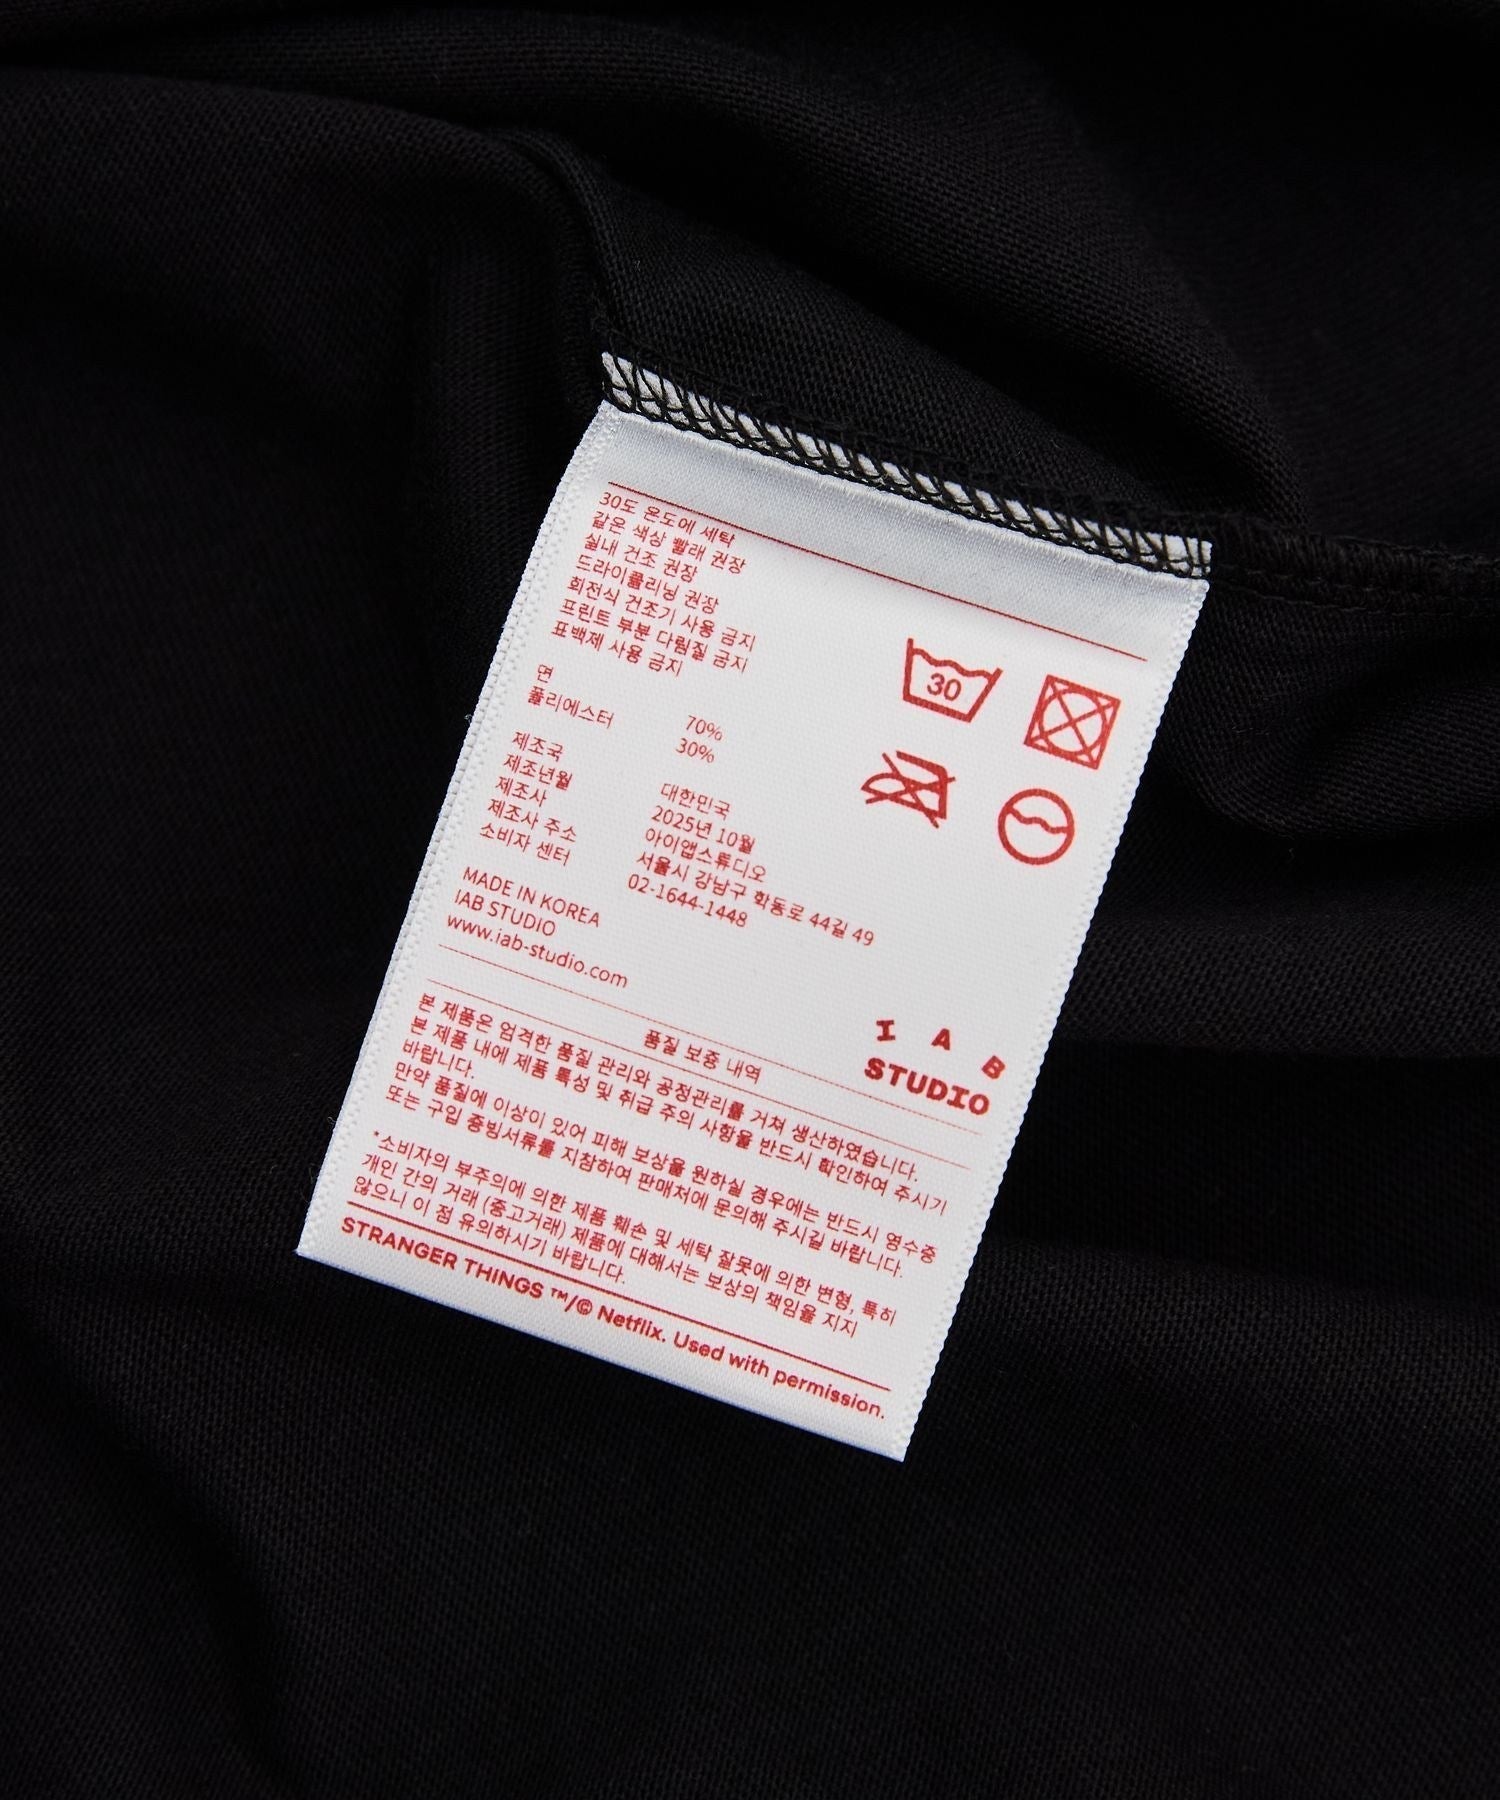 30도 온도에 세탁
같은 색상 빨래 권장
실내 건조 권장
드라이클리닝 권장
회전식 건조기 사용 금지
프린트 부분 다림질 금지
표백제 사용 금지
30
면 70%
폴리에스터 30%
제조국 대한민국
제조년월 2025년 10월
제조사 아이앱스튜디오
제조사 주소 서울시 강남구 학동로 44길 49
소비자 센터 02-1644-1448
MADE IN KOREA
IAB STUDIO
www.iab-studio.com
I A B
STUDIO
품질 보증 내역
본 제품은 엄격한 품질 관리와 공정관리를 거쳐 생산하였습니다.
본 제품 내에 제품 특성 및 취급 주의 사항을 반드시 확인하여 주시기
바랍니다.
만약 품질에 이상이 있어 피해 보상을 원하실 경우에는 반드시 영수증
또는 구입 증빙서류를 지참하여 판매처에 문의해 주시길 바랍니다.
*소비자의 부주의에 의한 제품 훼손 및 세탁 잘못에 의한 변형, 특히
개인 간의 거래 (중고거래) 제품에 대해서는 보상의 책임을 지지
않으니 이 점 유의하시기 바랍니다.
STRANGER THINGS ™/© Netflix. Used with permission.